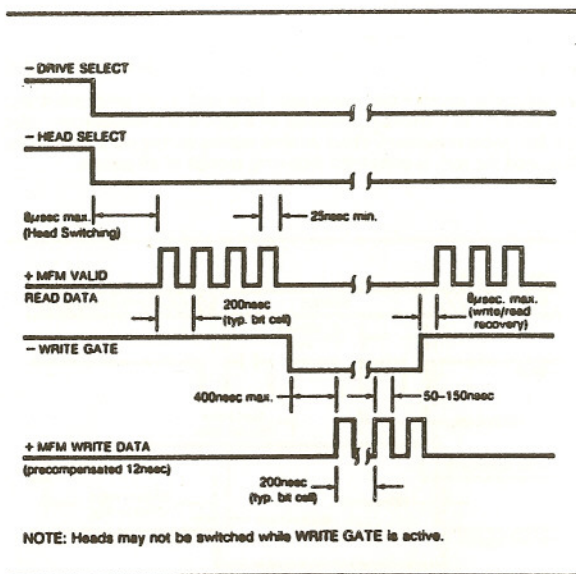 – DRIVE SELECT
– HEAD SELECT
8µsec max.
(Head Switching)
25nsec min.
+ MFM VALID
READ DATA
200nsec
(typ. bit cell)
8µsec. max.
(write/read
recovery)
– WRITE GATE
400nsec max.
50–150nsec
+ MFM WRITE DATA
(precompensated 12nsec)
200nsec
(typ. bit cell)
NOTE: Heads may not be switched while WRITE GATE is active.